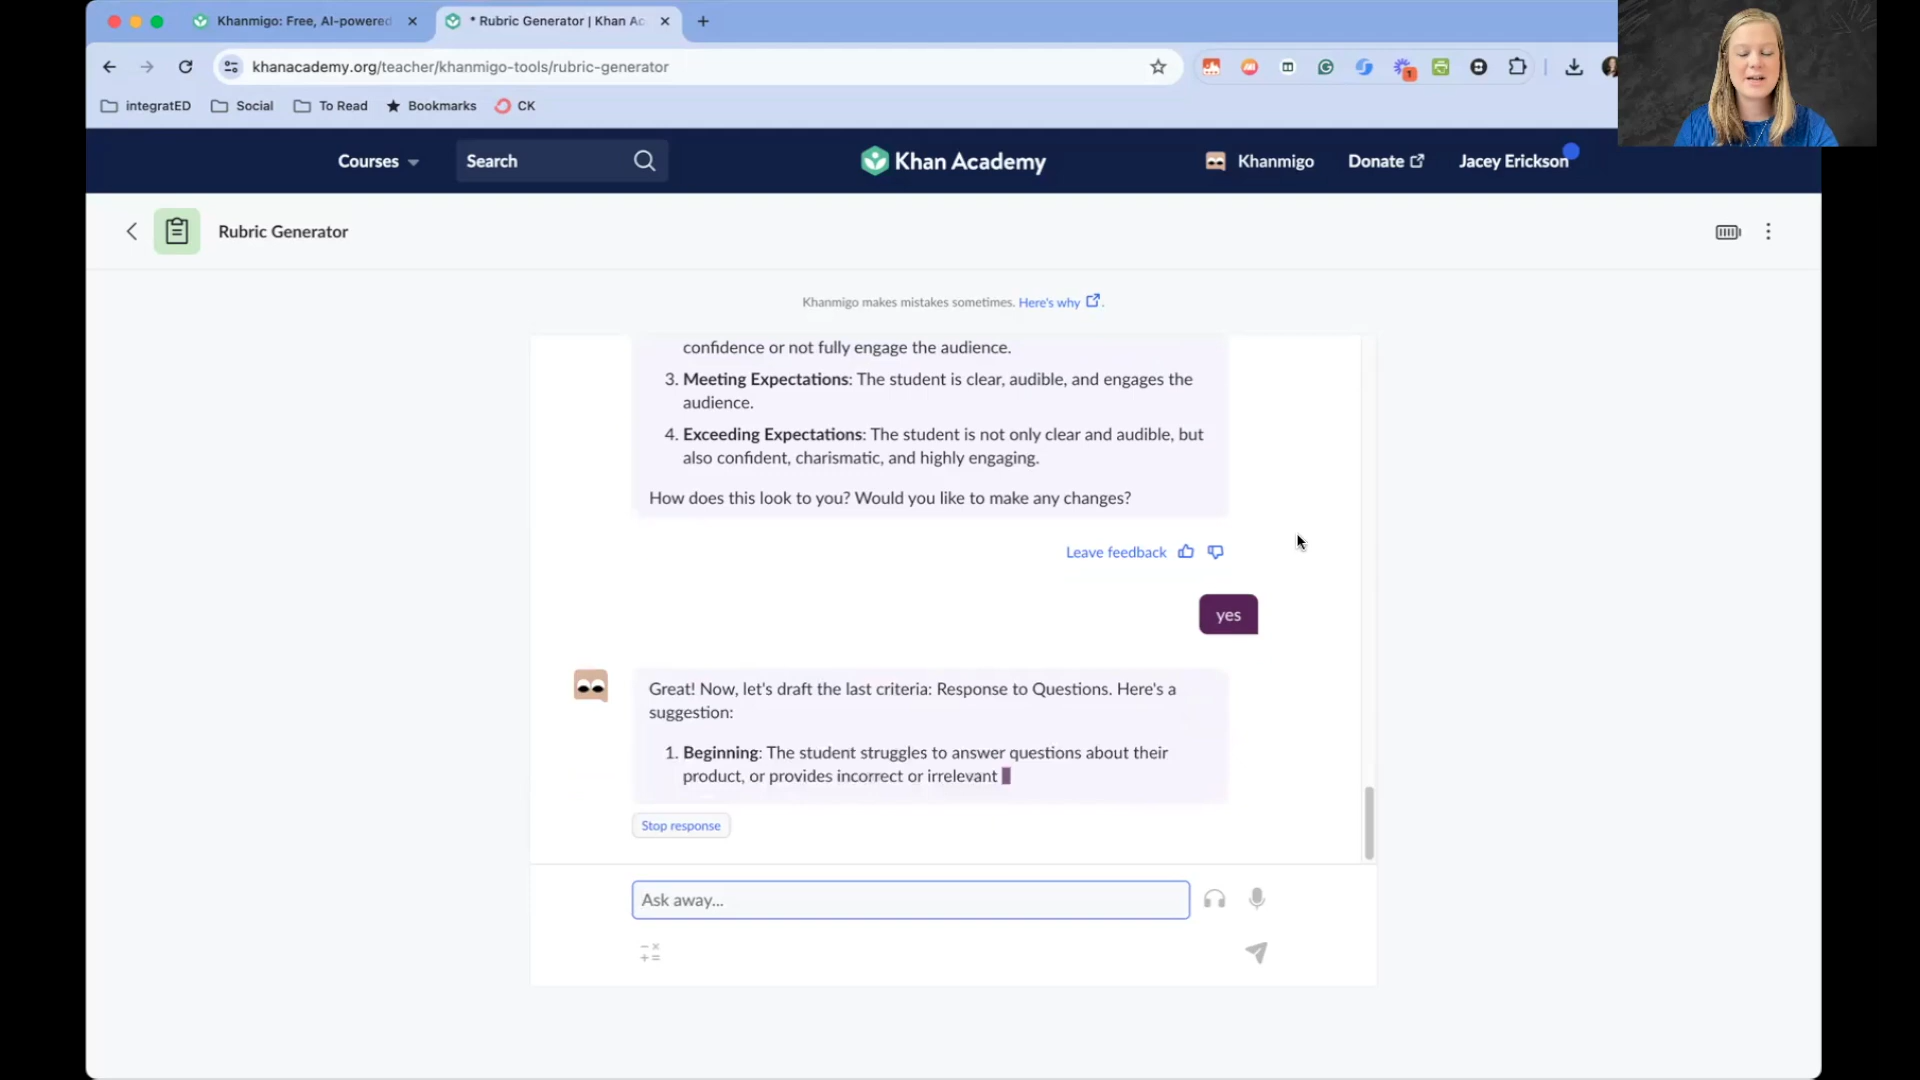 Khanmigo: Free, AI-powered
* Rubric Generator | Khan Ac
khanacademy.org/teacher/khanmigo-tools/rubric-generator
1
integratED
Social
To Read
Bookmarks
CK
Courses
Search
Khan Academy
Khanmigo
Donate
Jacey Erickson
Rubric Generator
Khanmigo makes mistakes sometimes. Here's why.
confidence or not fully engage the audience.
3. Meeting Expectations: The student is clear, audible, and engages the
audience.
4. Exceeding Expectations: The student is not only clear and audible, but
also confident, charismatic, and highly engaging.
How does this look to you? Would you like to make any changes?
Leave feedback
yes
Great! Now, let's draft the last criteria: Response to Questions. Here's a
suggestion:
1. Beginning: The student struggles to answer questions about their
product, or provides incorrect or irrelevant
Stop response
Ask away...